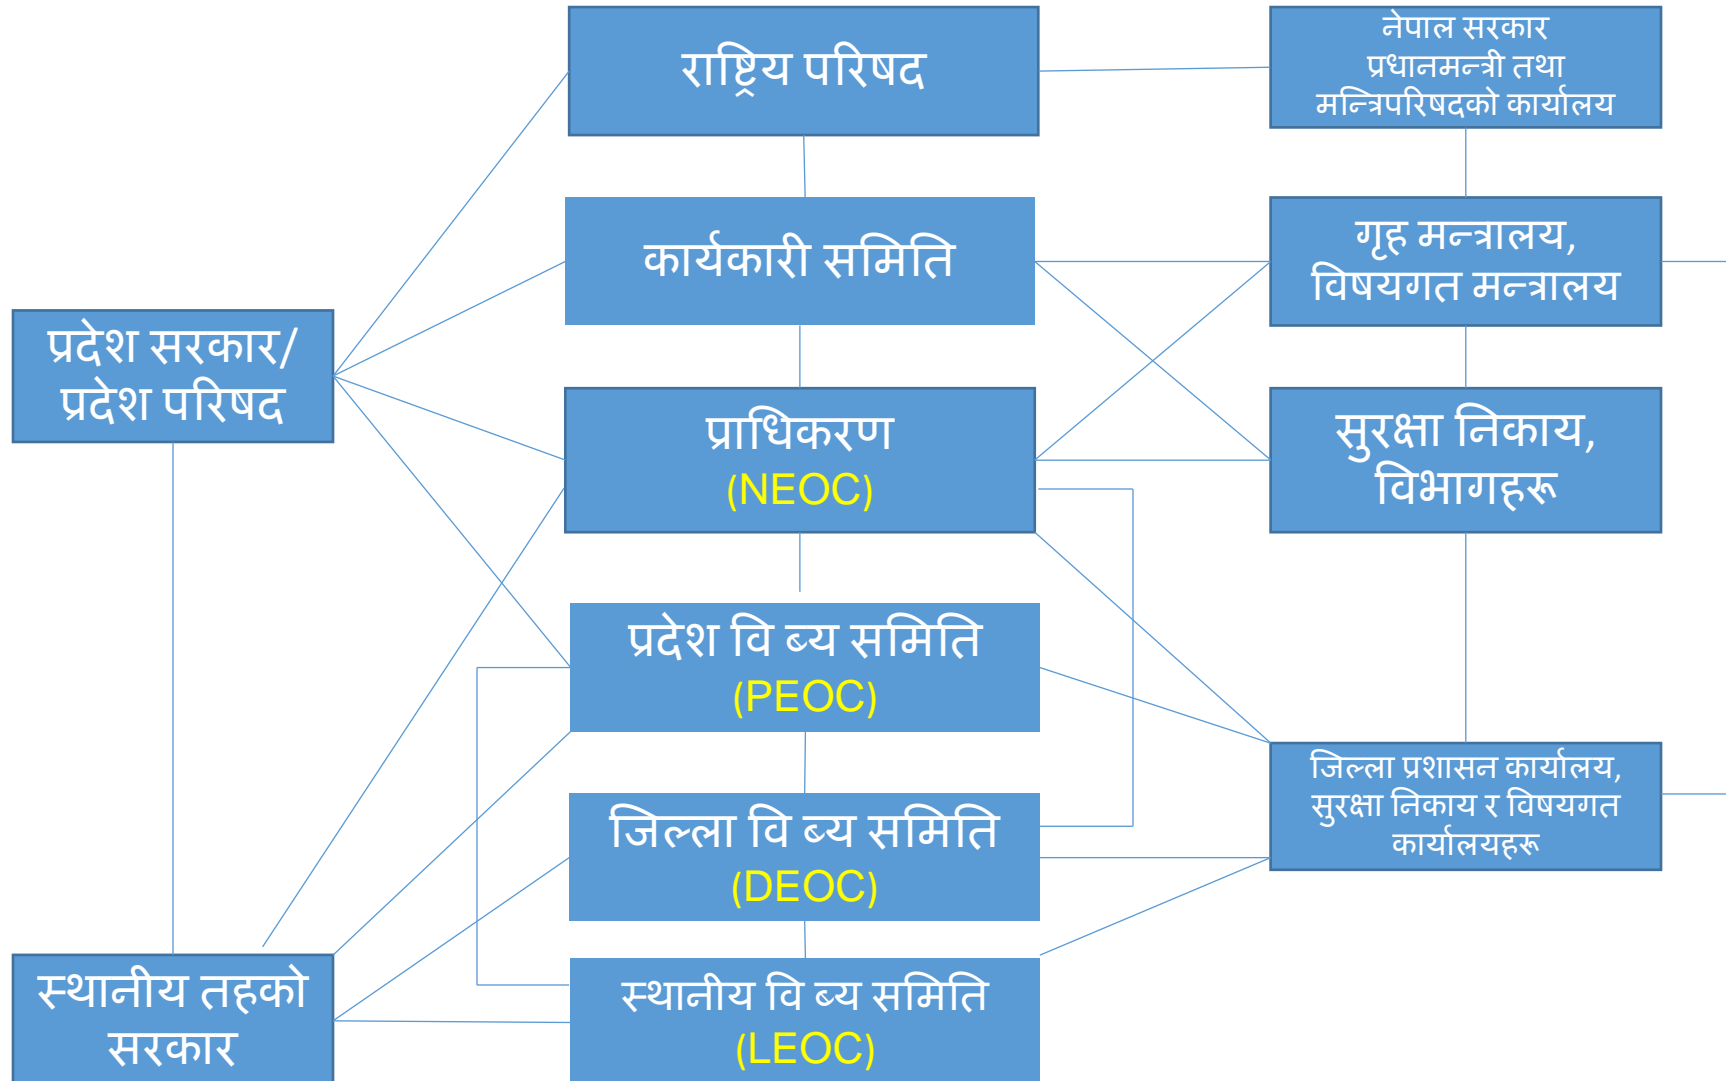 राष्ट्रिय परिषद
नेपाल सरकार
प्रधानमन्त्री तथा
मन्त्रिपरिषदको कार्यालय
कार्यकारी समिति
गृह मन्त्रालय,
विषयगत मन्त्रालय
प्रदेश सरकार/
प्रदेश परिषद
प्राधिकरण
(NEOC)
सुरक्षा निकाय,
विभागहरू
प्रदेश वि ब्य समिति
(PEOC)
जिल्ला वि ब्य समिति
(DEOC)
जिल्ला प्रशासन कार्यालय,
सुरक्षा निकाय र विषयगत
कार्यालयहरू
स्थानीय तहको
सरकार
स्थानीय वि ब्य समिति
(LEOC)